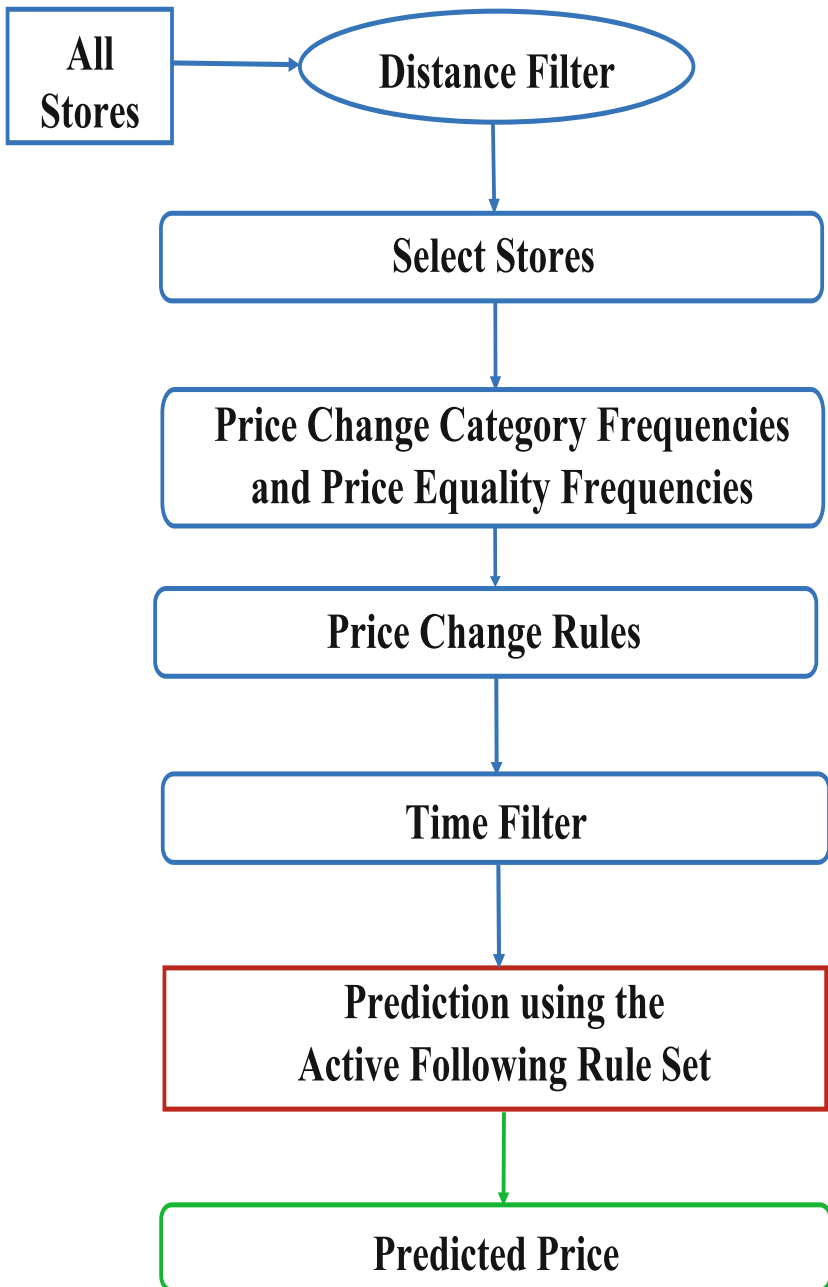 All
Stores
Distance Filter
Select Stores
Price Change Category Frequencies
and Price Equality Frequencies
Price Change Rules
Time Filter
Prediction using the
Active Following Rule Set
Predicted Price